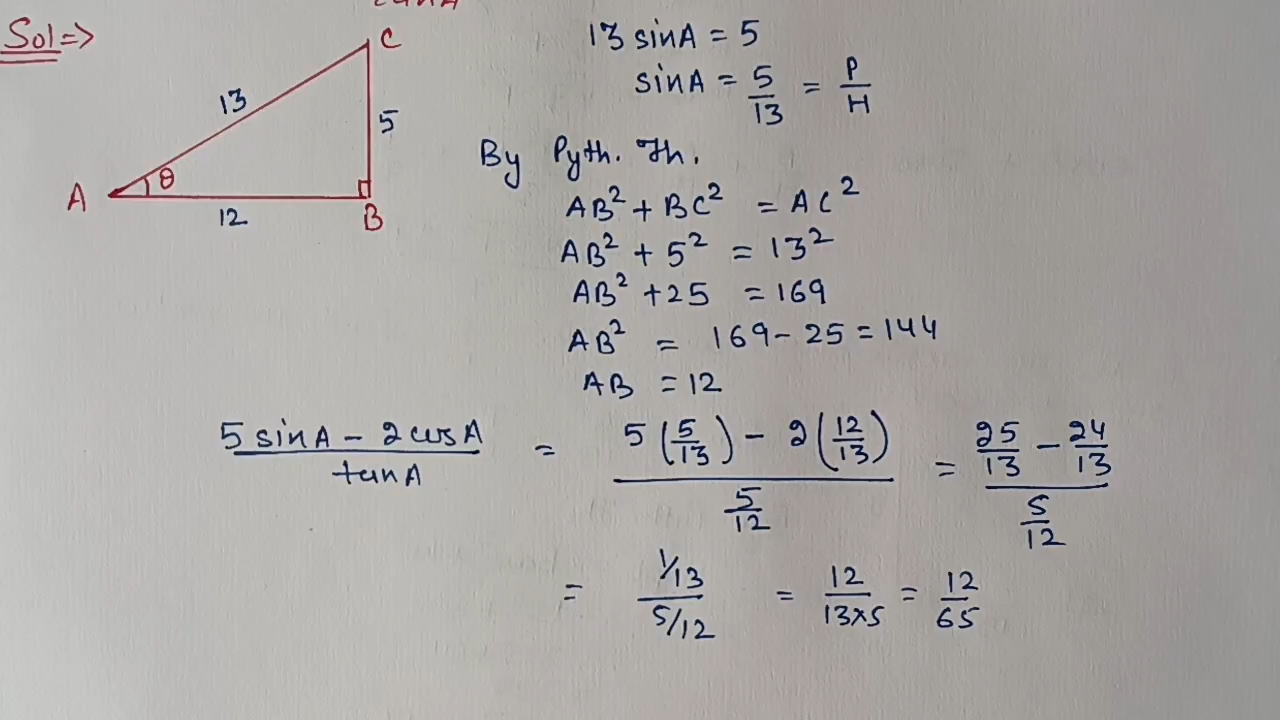 tanA
Sol⇒
C
13
5
θ
A
12
B
13 sinA = 5
sinA = 5/13 = P/H
By Pyth. Th.
AB² + BC² = AC²
AB² + 5² = 13²
AB² + 25 = 169
AB² = 169 - 25 = 144
AB = 12
(5 sinA - 2 cosA)/tanA = (5(5/13) - 2(12/13))/(5/12) = (25/13 - 24/13)/(5/12)
= (1/13)/(5/12) = 12/(13×5) = 12/65